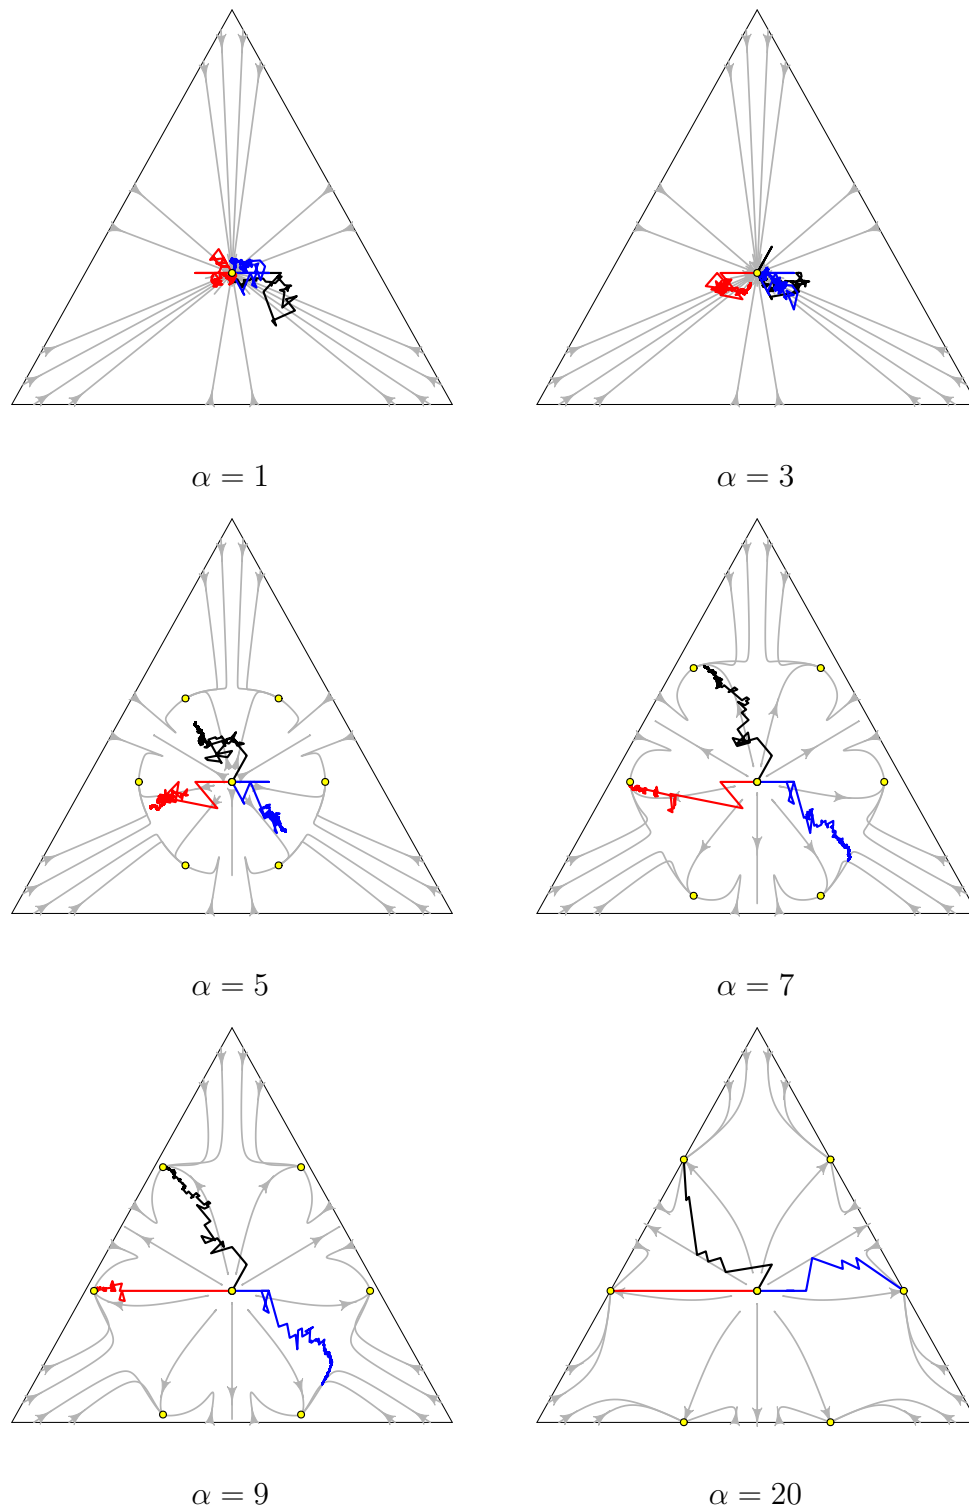 α = 1
α = 3
α = 5
α = 7
α = 9
α = 20